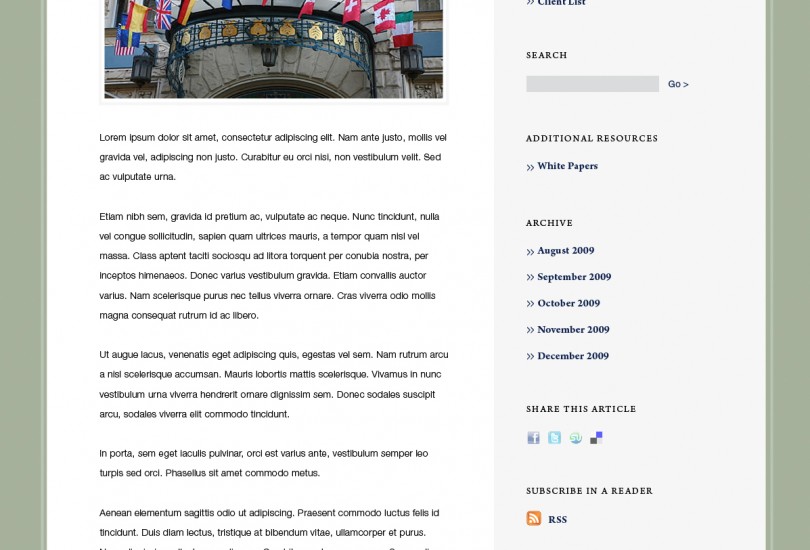 Client List
SEARCH
Go >
Lorem ipsum dolor sit amet, consectetur adipiscing elit. Nam ante justo, mollis vel
gravida vel, adipiscing non justo. Curabitur eu orci nisi, non vestibulum velit. Sed
ac vulputate urna.
Etiam nibh sem, gravida id pretium ac, vulputate ac neque. Nunc tincidunt, nulla
vel congue sollicitudin, sapien quam ultrices mauris, a tempor quam nisl vel
massa. Class aptent taciti sociosqu ad litora torquent per conubia nostra, per
inceptos himenaeos. Donec varius vestibulum gravida. Etiam convallis auctor
varius. Nam scelerisque purus nec tellus viverra ornare. Cras viverra odio mollis
magna consequat rutrum id ac libero.
Ut augue lacus, venenatis eget adipiscing quis, egestas vel sem. Nam rutrum arcu
a nisl scelerisque accumsan. Mauris lobortis mattis scelerisque. Vivamus in nunc
vestibulum urna viverra hendrerit ornare dignissim sem. Donec sodales suscipit
arcu, sodales viverra elit commodo tincidunt.
In porta, sem eget iaculis pulvinar, orci est varius ante, vestibulum semper leo
turpis sed orci. Phasellus sit amet commodo metus.
Aenean elementum sagittis odio ut adipiscing. Praesent commodo luctus felis id
tincidunt. Duis diam lectus, tristique at bibendum vitae, ullamcorper et purus.
ADDITIONAL RESOURCES
>> White Papers
ARCHIVE
>> August 2009
>> September 2009
>> October 2009
>> November 2009
>> December 2009
SHARE THIS ARTICLE
SUBSCRIBE IN A READER
RSS